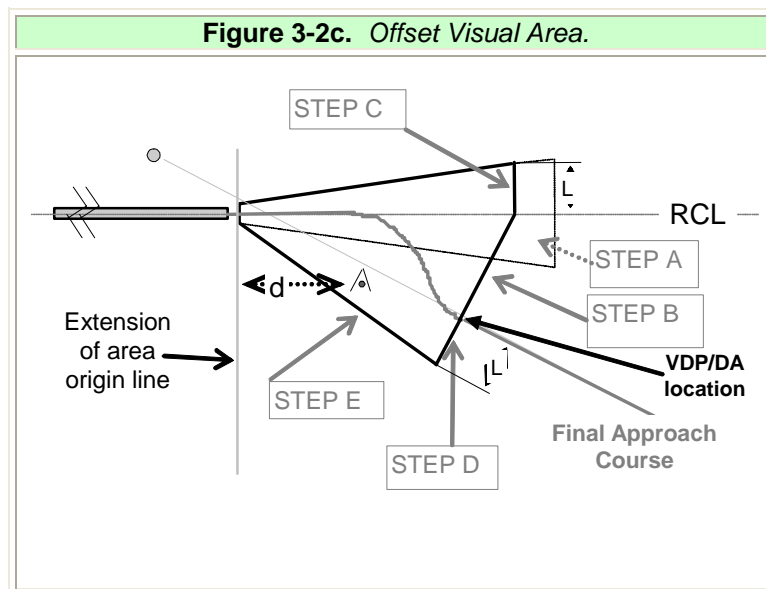 Figure 3-2c. Offset Visual Area.
STEP C
L
RCL
STEP A
d
STEP B
Extension
of area
origin line
VDP/DA
location
L
STEP E
Final Approach
Course
STEP D